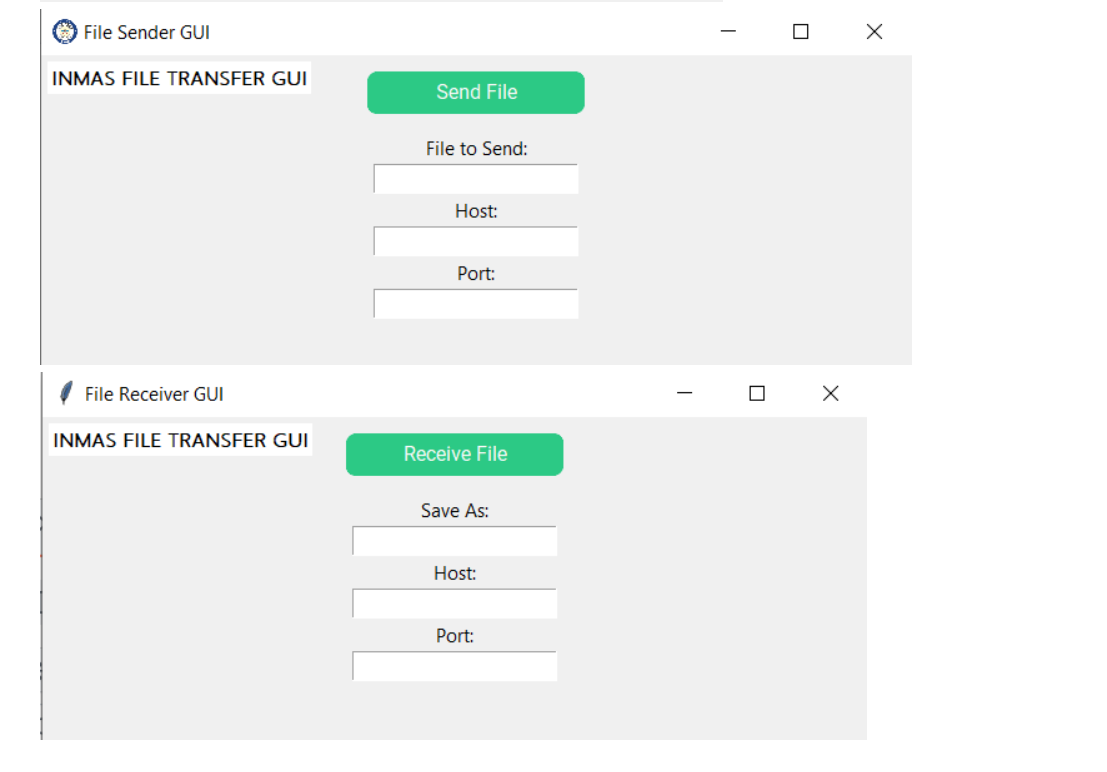 File Sender GUI
INMAS FILE TRANSFER GUI
Send File
File to Send:
Host:
Port:
File Receiver GUI
INMAS FILE TRANSFER GUI
Receive File
Save As:
Host:
Port: